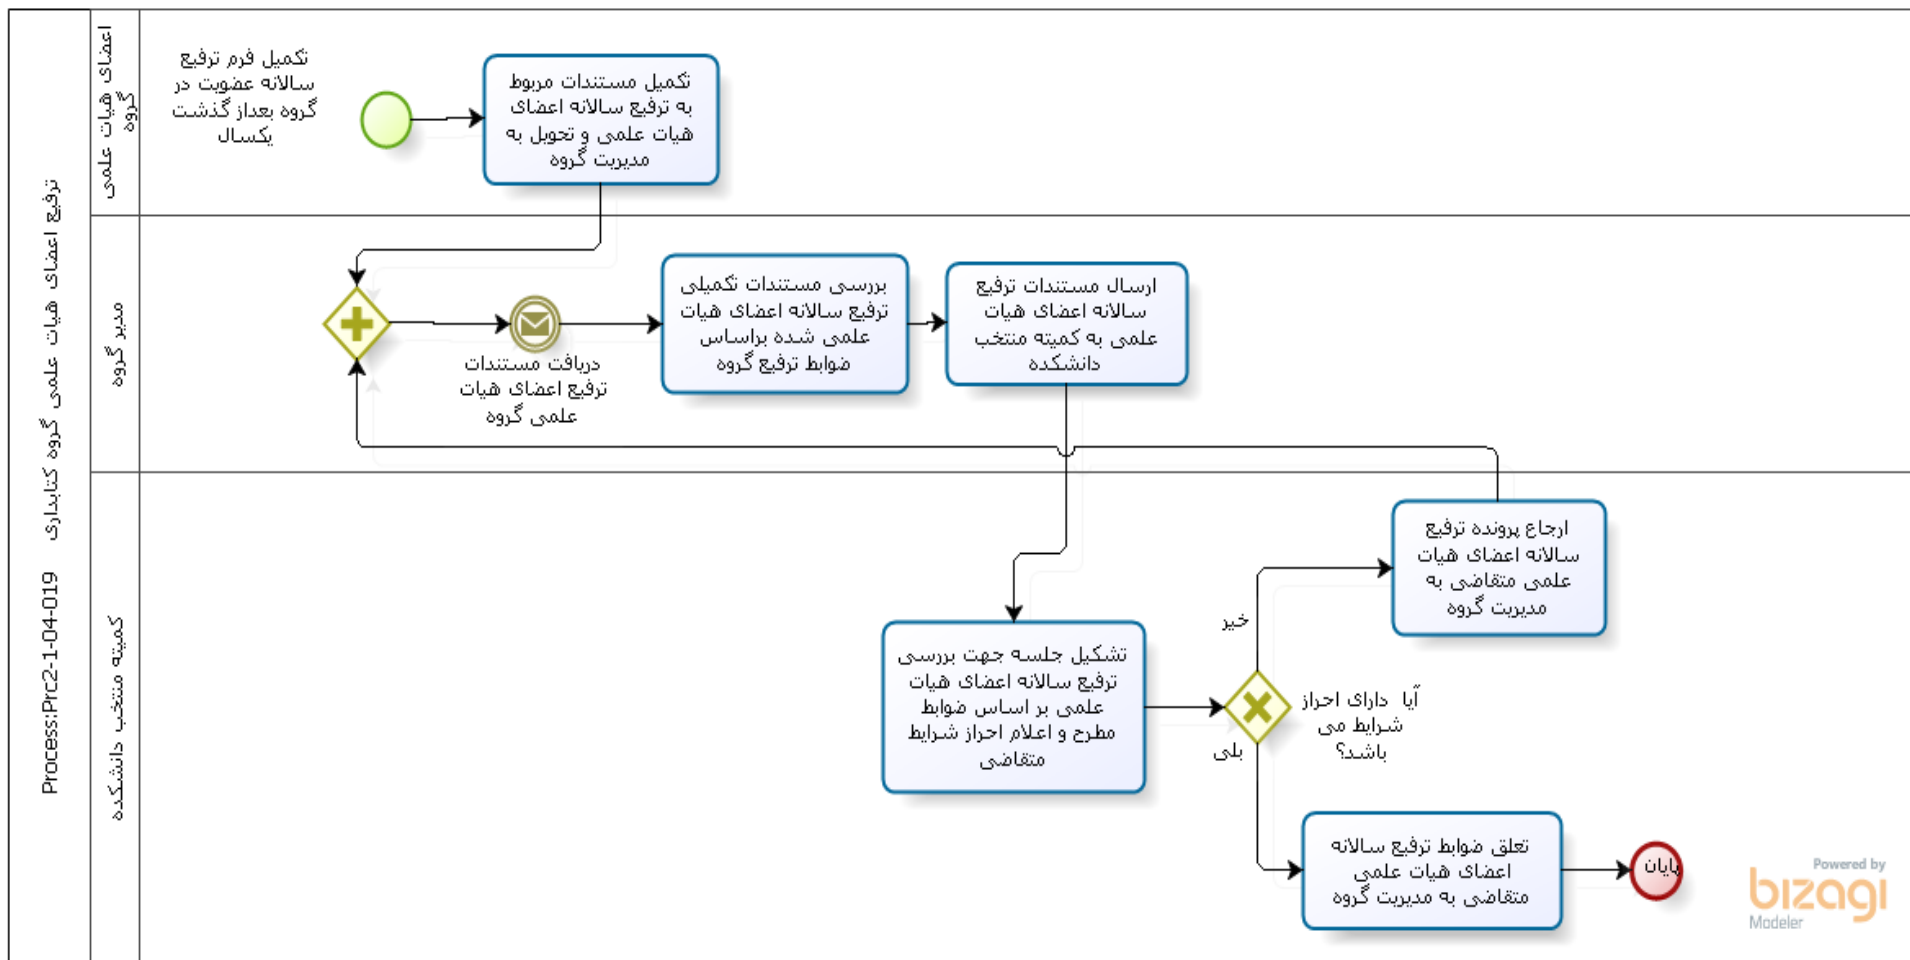 ترفیع اعضای هیات علمی گروه کتابداری
Process:Prc2-1-04-019
اعضای هیات علمی
گروه
تکمیل فرم ترفیع
سالانه عضویت در
گروه بعداز گذشت
یکسال
تکمیل مستندات مربوط
به ترفیع سالانه اعضای
هیات علمی و تحویل به
مدیریت گروه
مدیر گروه
دریافت مستندات
ترفیع اعضای هیات
علمی گروه
بررسی مستندات تکمیلی
ترفیع سالانه اعضای هیات
علمی شده براساس
ضوابط ترفیع گروه
ارسال مستندات ترفیع
سالانه اعضای هیات
علمی به کمیته منتخب
دانشکده
کمیته منتخب دانشکده
تشکیل جلسه جهت بررسی
ترفیع سالانه اعضای هیات
علمی بر اساس ضوابط
مطرح و اعلام احراز شرایط
متقاضی
آیا دارای احراز
شرایط می
باشد؟
خیر
بلی
ارجاع پرونده ترفیع
سالانه اعضای هیات
علمی متقاضی به
مدیریت گروه
تعلق ضوابط ترفیع سالانه
اعضای هیات علمی
متقاضی به مدیریت گروه
پایان
Powered by
bizagi
Modeler